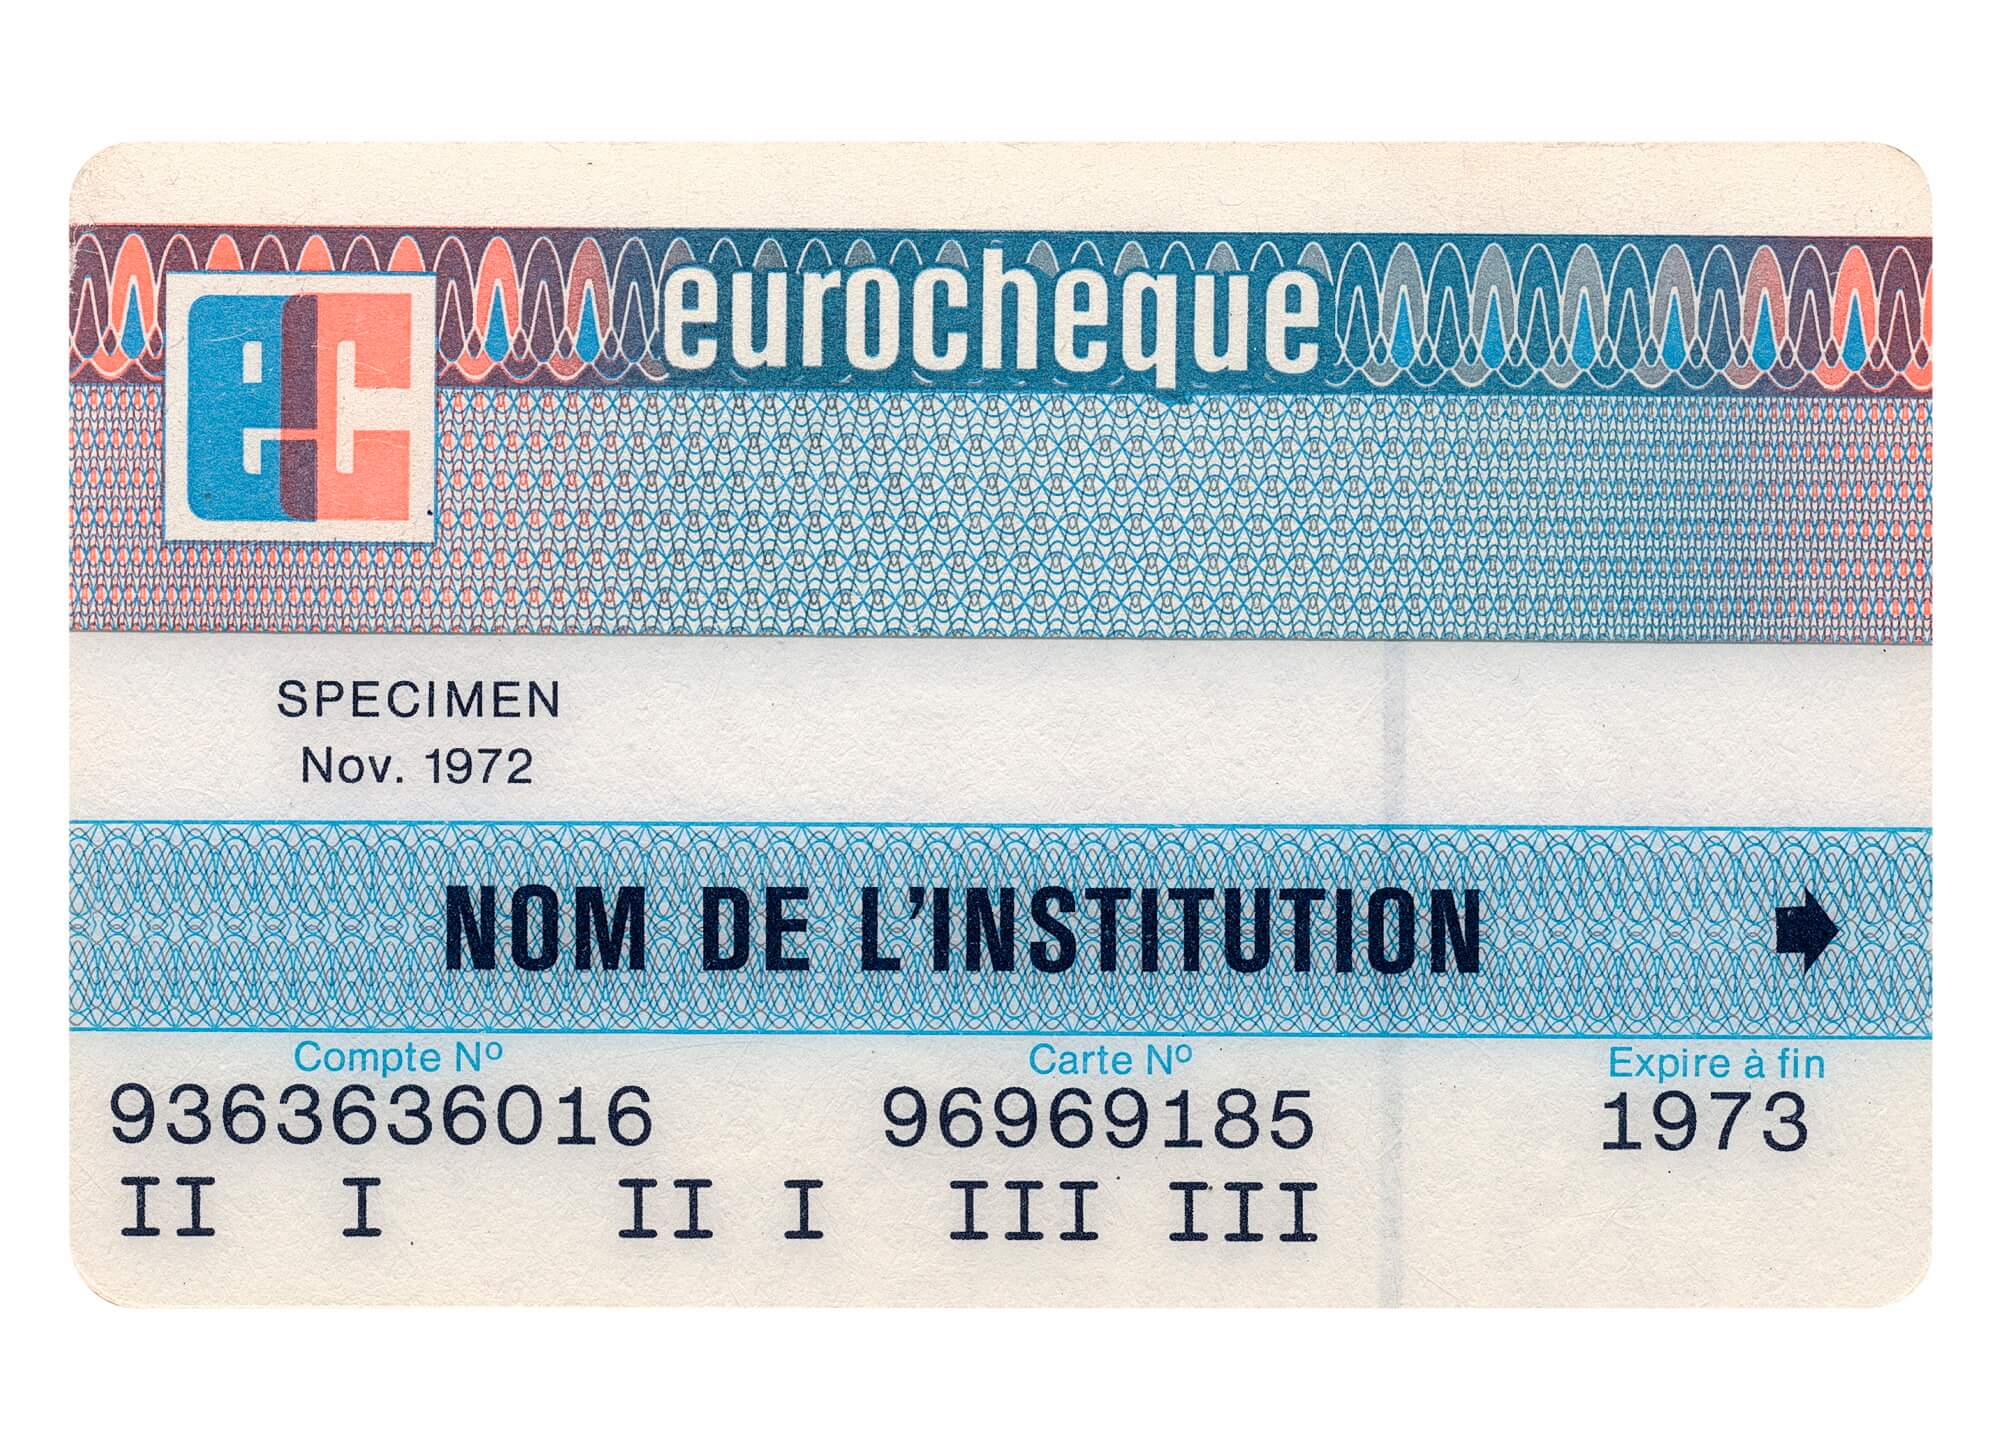 ec
eurocheque
SPECIMEN
Nov. 1972
NOM DE L’INSTITUTION
Compte Nº Carte Nº Expire à fin
9363636016 96969185 1973
II I II I III III